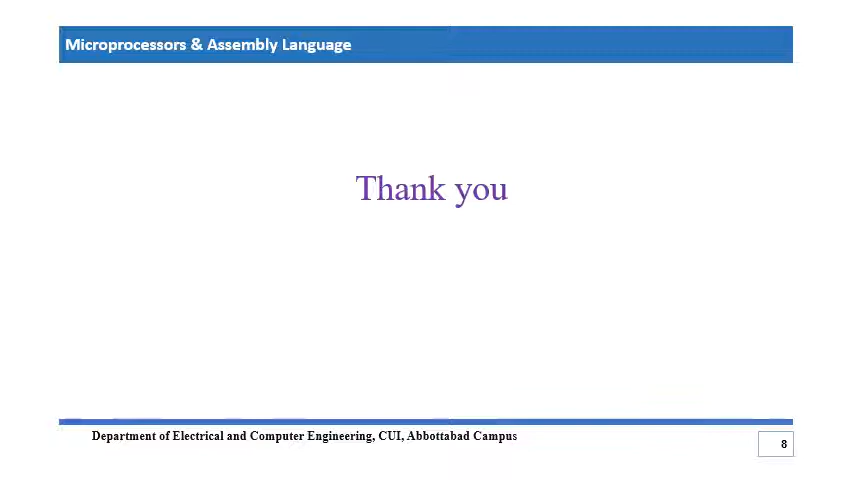 Microprocessors & Assembly Language
Thank you
Department of Electrical and Computer Engineering, CUI, Abbottabad Campus
8